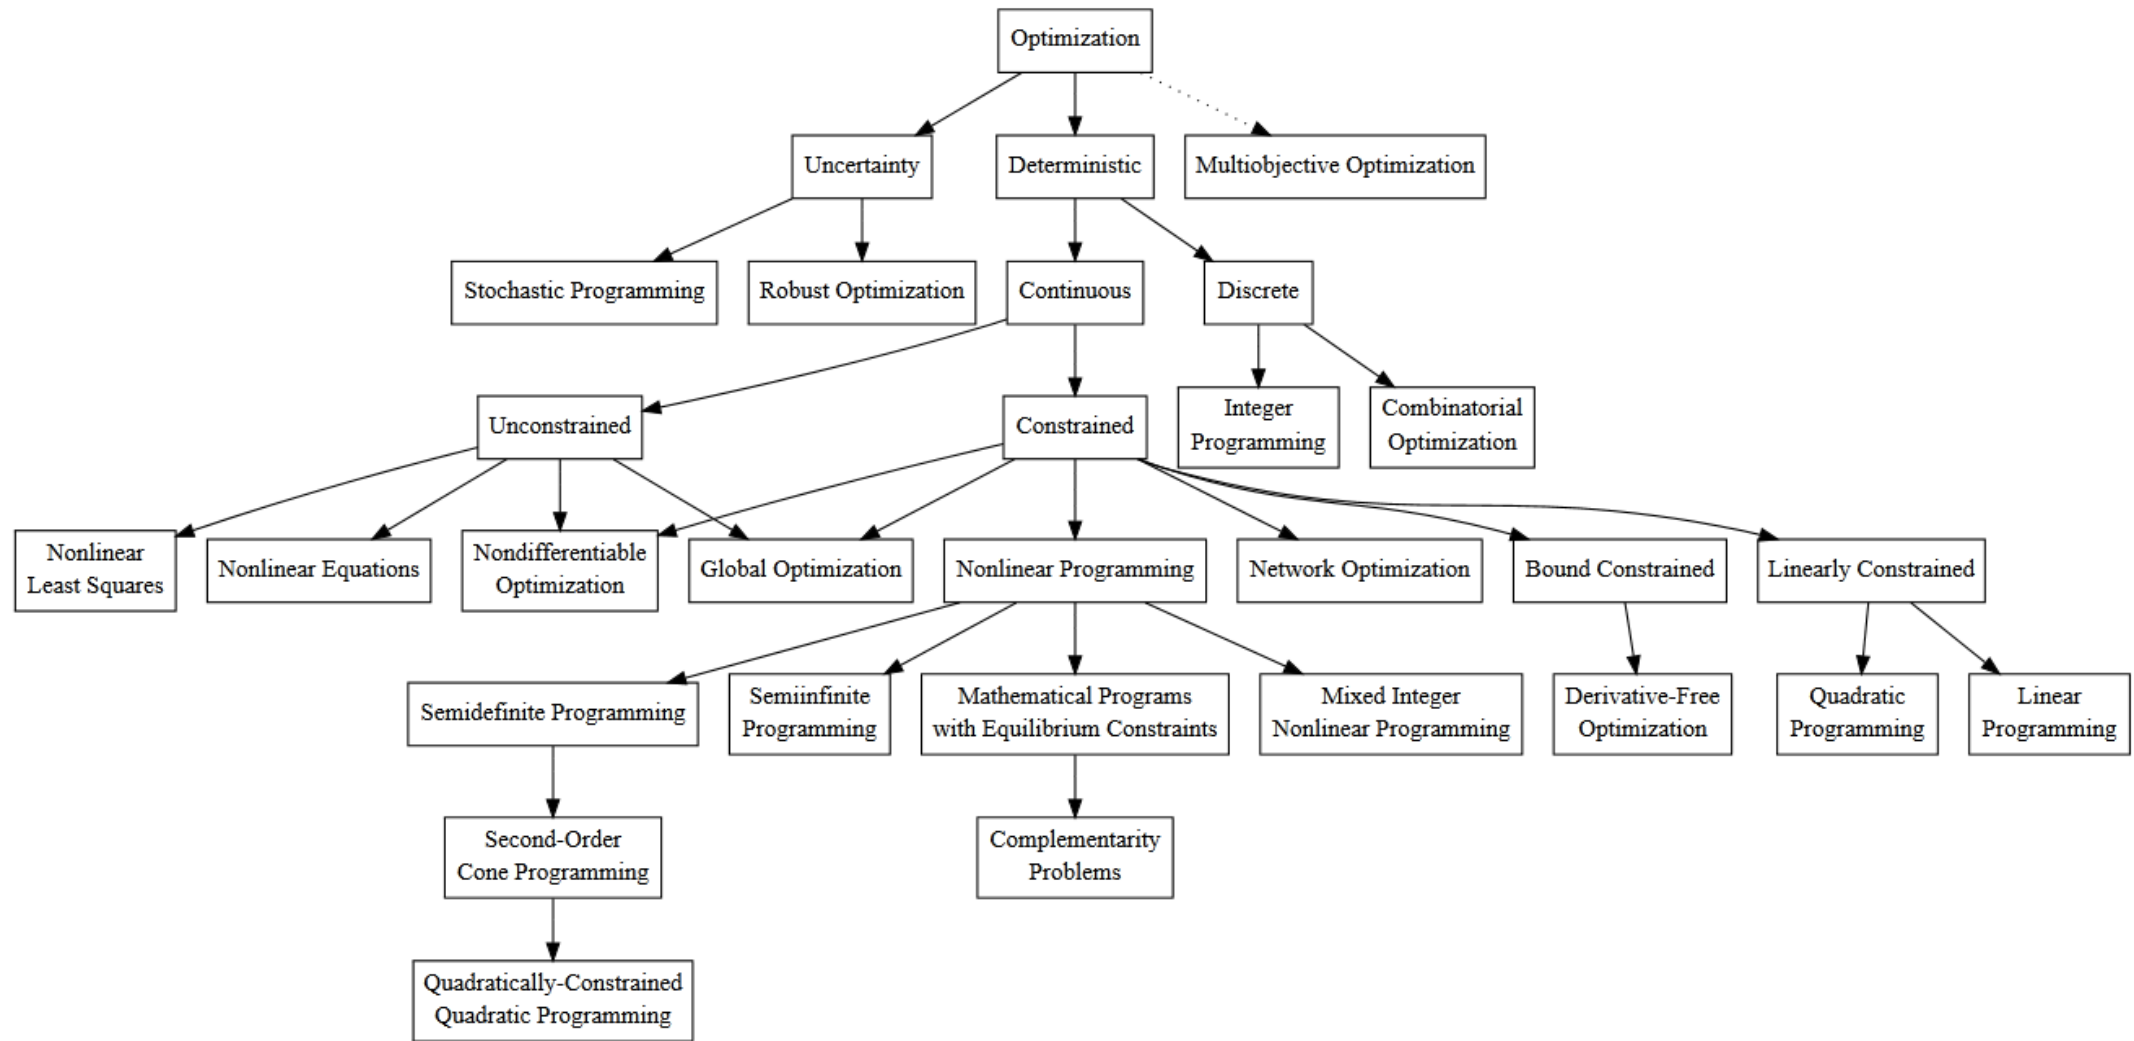 Optimization
Uncertainty
Deterministic
Multiobjective Optimization
Stochastic Programming
Robust Optimization
Continuous
Discrete
Unconstrained
Constrained
Integer
Programming
Combinatorial
Optimization
Nonlinear
Least Squares
Nonlinear Equations
Nondifferentiable
Optimization
Global Optimization
Nonlinear Programming
Network Optimization
Bound Constrained
Linearly Constrained
Semidefinite Programming
Semiinfinite
Programming
Mathematical Programs
with Equilibrium Constraints
Mixed Integer
Nonlinear Programming
Derivative-Free
Optimization
Quadratic
Programming
Linear
Programming
Second-Order
Cone Programming
Complementarity
Problems
Quadratically-Constrained
Quadratic Programming